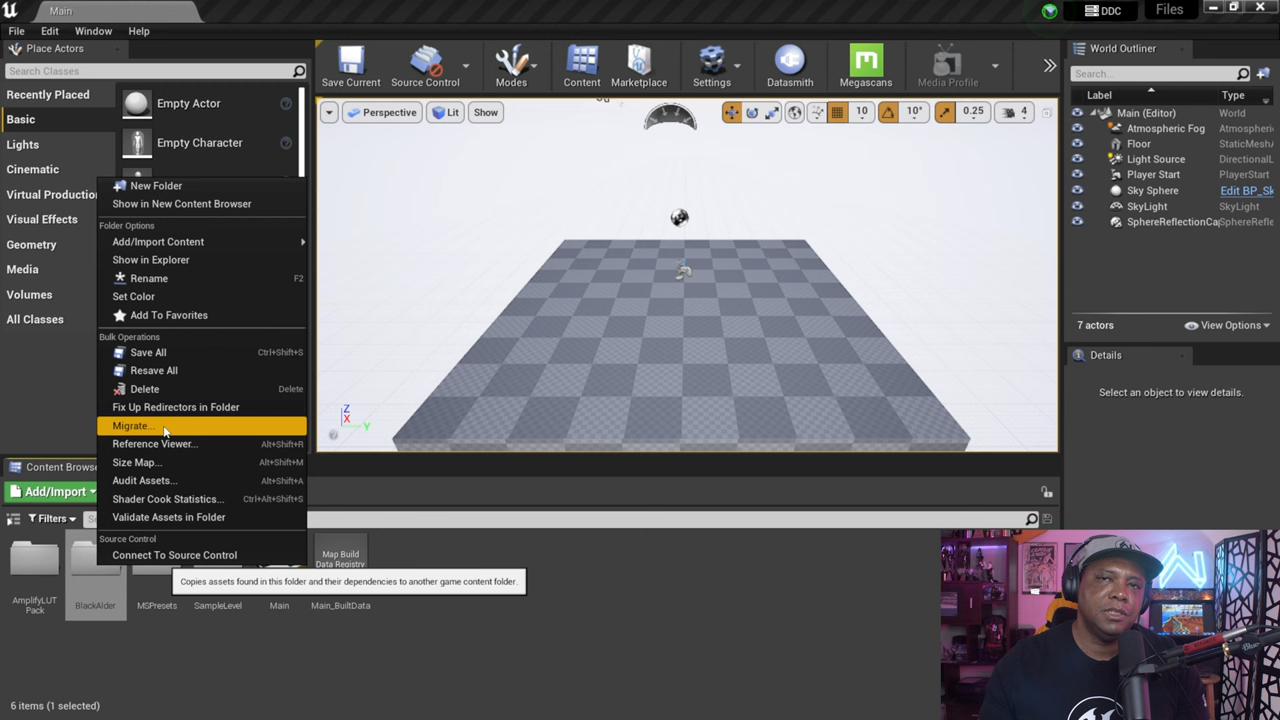 Main
DDC
Files
File Edit Window Help
Place Actors
Search Classes
Recently Played
Basic
Lights
Cinematic
Virtual Productio
Visual Effects
Geometry
Media
Volumes
All Classes
Empty Actor
Empty Character
Save Current
Source Control
Modes
Content
Marketplace
Settings
Datasmith
Megascans
Media Profile
Perspective
Lit
Show
10
10°
0.25
4
Z
X
Y
World Outliner
Search...
Label Type
Main (Editor) World
Atmospheric Fog Atmospheric
Floor StaticMeshA
Light Source DirectionalL
Player Start PlayerStart
Sky Sphere Edit BP_Sk
SkyLight SkyLight
SphereReflectionCap SphereRefle
7 actors
View Options
Details
Select an object to view details.
New Folder
Show in New Content Browser
Folder Options
Add/Import Content
Show in Explorer
Rename F2
Set Color
Add To Favorites
Bulk Operations
Save All Ctrl+Shift+S
Resave All
Delete Delete
Fix Up Redirectors in Folder
Migrate...
Reference Viewer... Alt+Shift+R
Size Map... Alt+Shift+M
Audit Assets... Alt+Shift+A
Shader Cook Statistics... Ctrl+Alt+Shift+S
Validate Assets in Folder
Source Control
Connect To Source Control
Copies assets found in this folder and their dependencies to another game content folder.
Content Browse
Add/Import
Filters
Map Build
Data Registry
AmplifyLUT
Pack
BlackAlder
MSPresets
SampleLevel
Main
Main_BuiltData
6 items (1 selected)